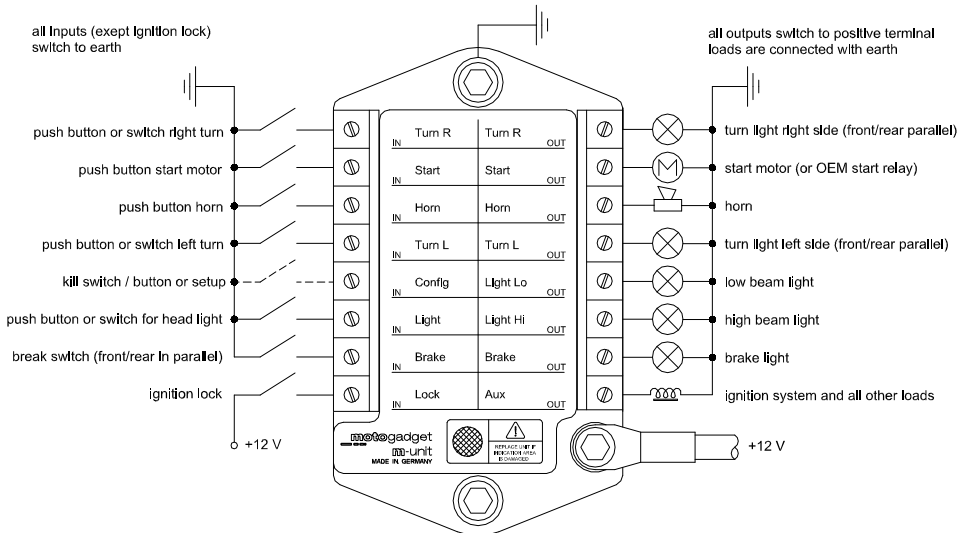 all inputs (exept ignition lock)
switch to earth
all outputs switch to positive terminal
loads are connected with earth
push button or switch right turn
Turn R
IN
Turn R
OUT
turn light right side (front/rear parallel)
push button start motor
Start
IN
Start
OUT
M
start motor (or OEM start relay)
push button horn
Horn
IN
Horn
OUT
horn
push button or switch left turn
Turn L
IN
Turn L
OUT
turn light left side (front/rear parallel)
kill switch / button or setup
Config
IN
Light Lo
OUT
low beam light
push button or switch for head light
Light
IN
Light Hi
OUT
high beam light
break switch (front/rear in parallel)
Brake
IN
Brake
OUT
brake light
ignition lock
Lock
IN
Aux
OUT
ignition system and all other loads
+12 V
motogadget
m-unit
MADE IN GERMANY
REPLACE UNIT IF
INDICATION AREA
IS DAMAGED
+12 V